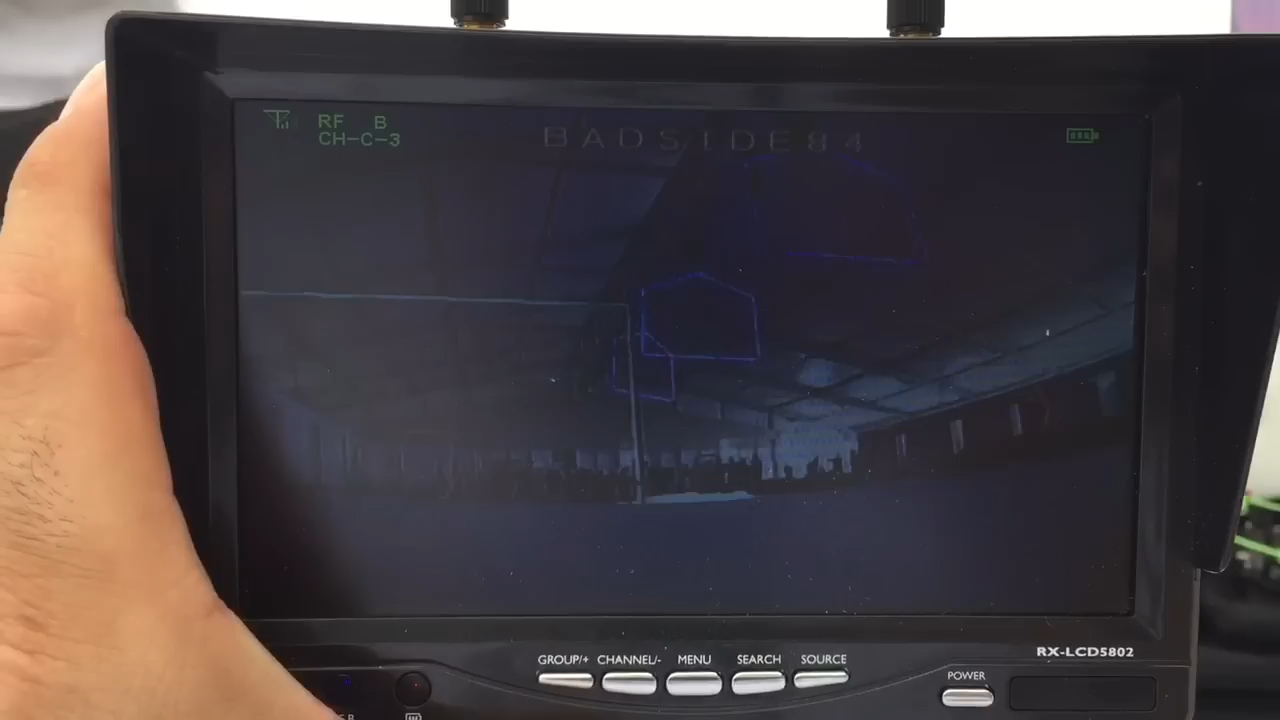 RF B
CH-C-3
BADSIDE84
RX-LCD5802
GROUP/+ CHANNEL/- MENU SEARCH SOURCE
POWER